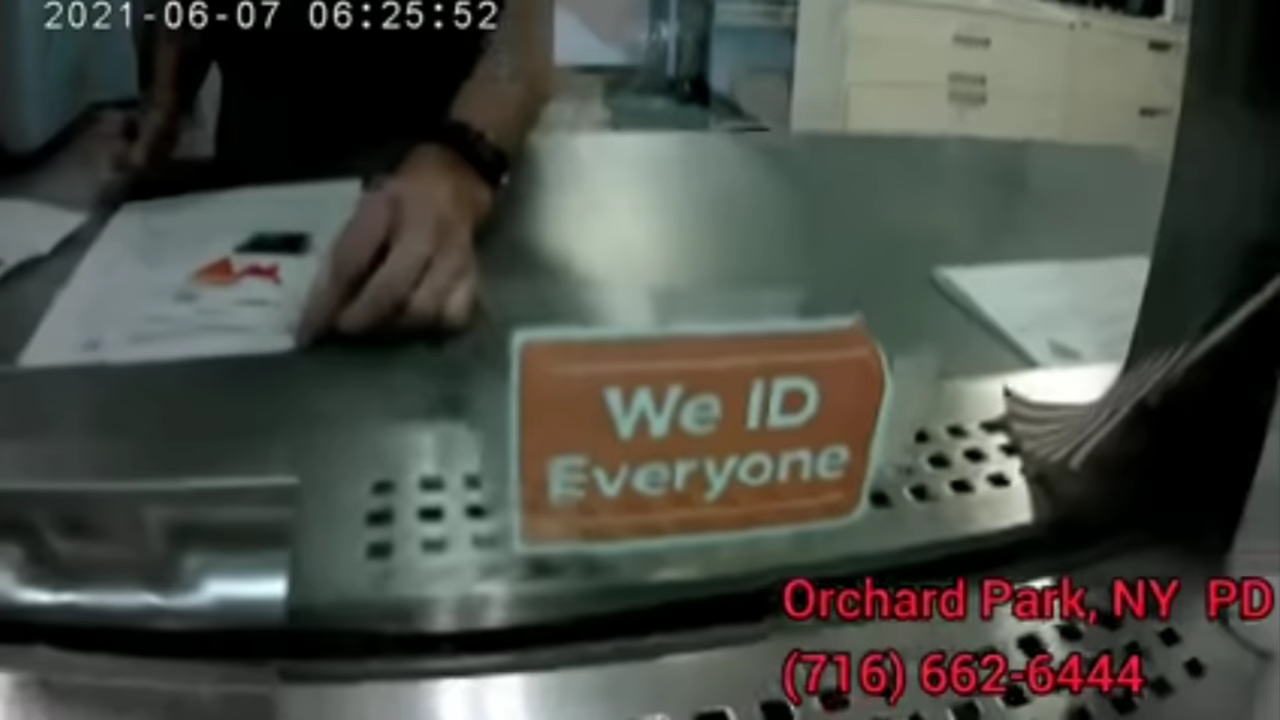 2021-06-07 06:25:52
We ID
Everyone
Orchard Park, NY PD
(716) 662-6444